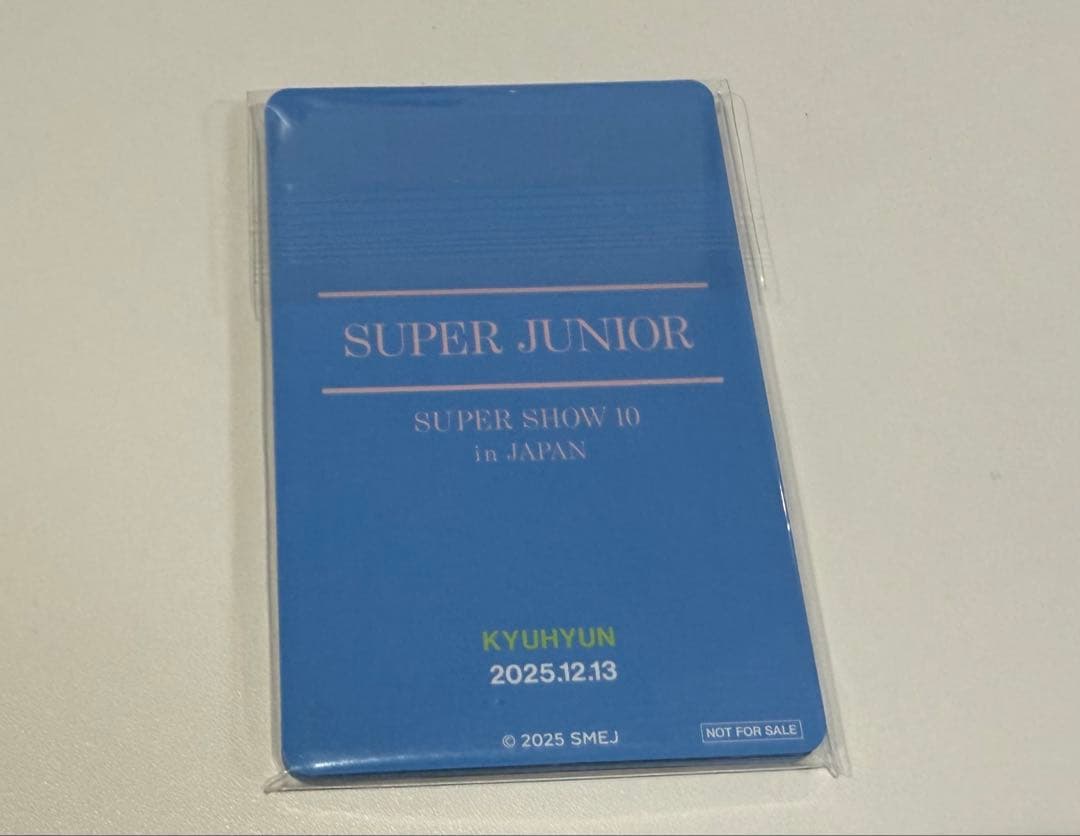 SUPER JUNIOR
SUPER SHOW 10
in JAPAN
KYUHYUN
2025.12.13
© 2025 SMEJ
NOT FOR SALE